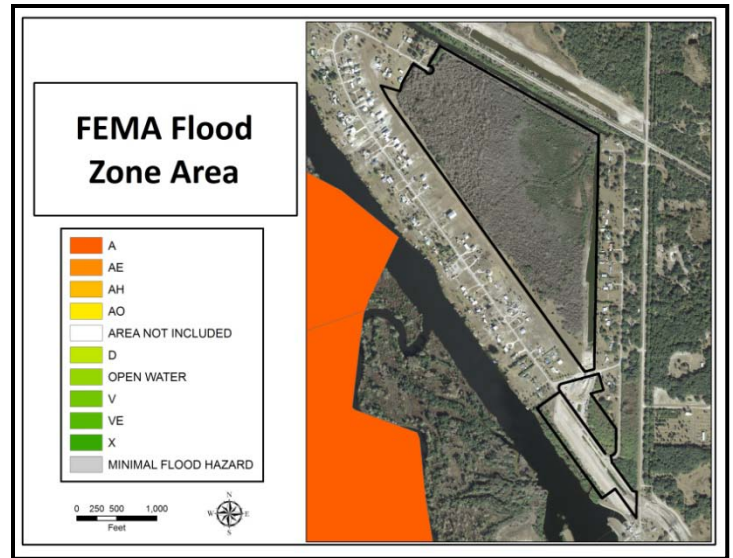 FEMA Flood
Zone Area
A
AE
AH
AO
AREA NOT INCLUDED
D
OPEN WATER
V
VE
X
MINIMAL FLOOD HAZARD
0 250 500 1,000
Feet
N
W E
S